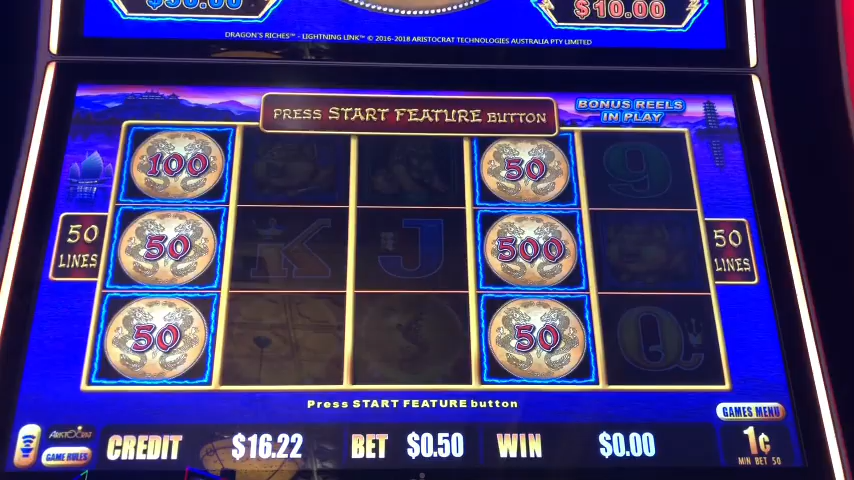 $10.00
DRAGON'S RICHES™ - LIGHTNING LINK™ © 2016-2018 ARISTOCRAT TECHNOLOGIES AUSTRALIA PTY LIMITED
PRESS START FEATURE BUTTON
BONUS REELS
IN PLAY
100
50
9
50
LINES
50
K
J
500
50
LINES
50
50
Q
Press START FEATURE button
GAMES MENU
ARISTOCRAT
GAME RULES
CREDIT $16.22 BET $0.50 WIN $0.00
1¢
MIN BET 50